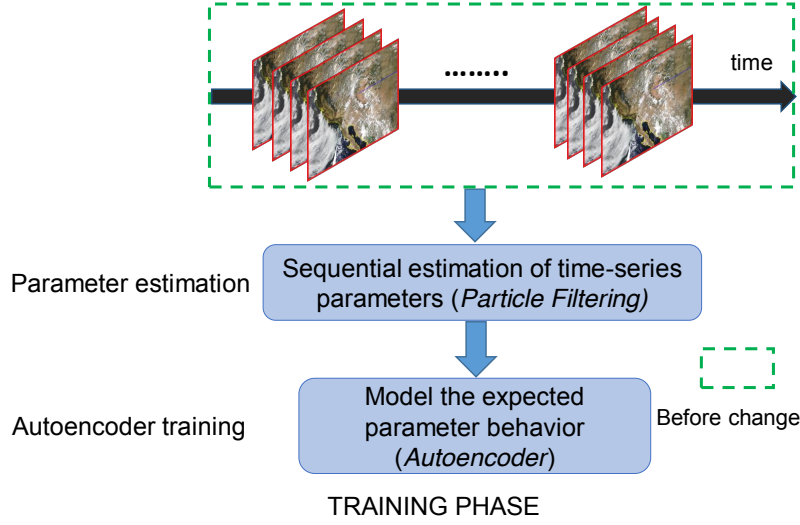 ........
time
Parameter estimation
Sequential estimation of time-series
parameters (Particle Filtering)
Autoencoder training
Model the expected
parameter behavior
(Autoencoder)
Before change
TRAINING PHASE